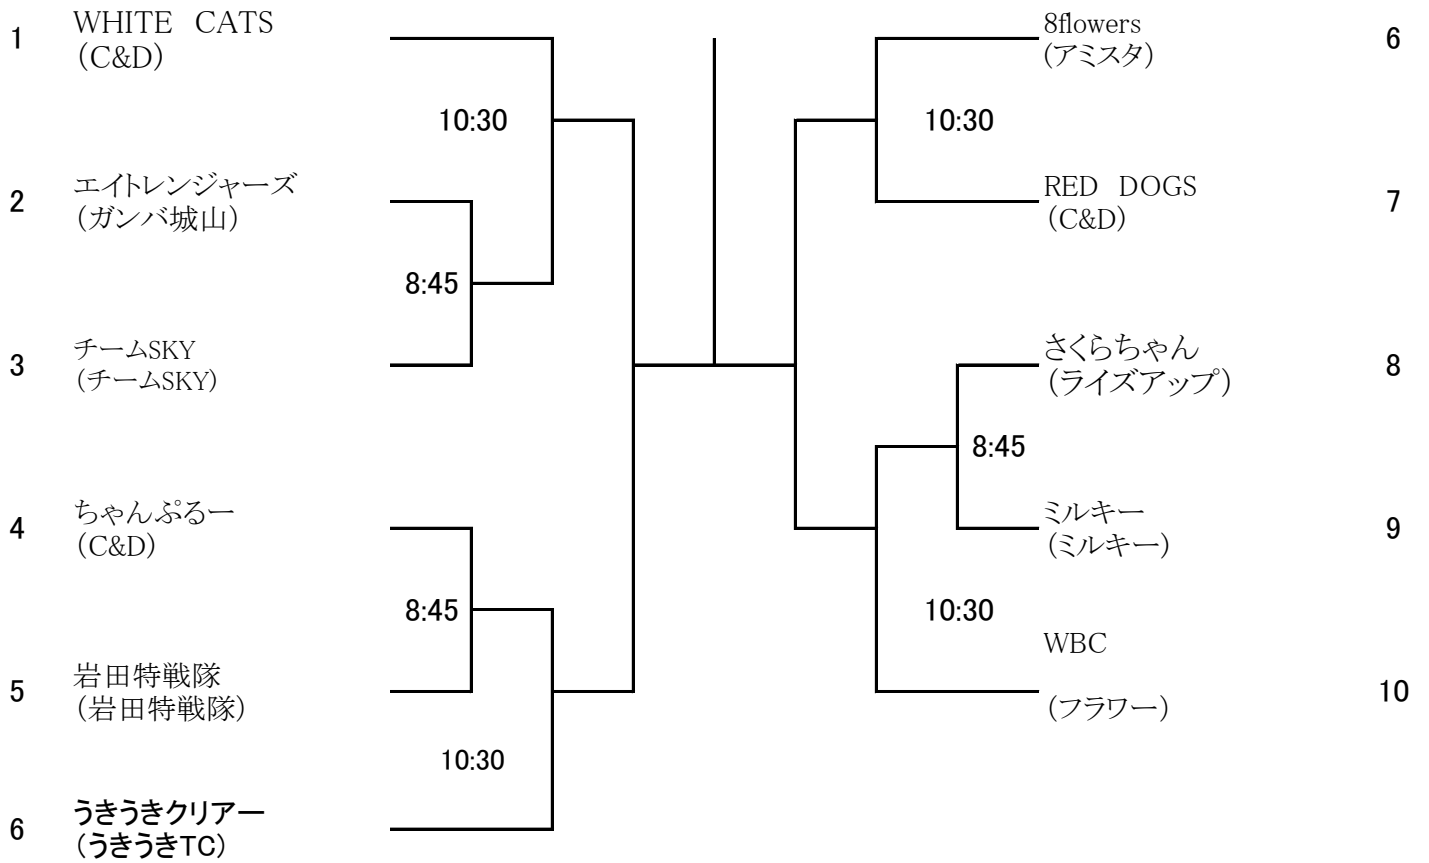 1
WHITE　CATS
（C&D）
10:30
2
エイトレンジャーズ
（ガンバ城山）
8:45
3
チームSKY
（チームSKY）
4
ちゃんぷるー
（C&D）
8:45
5
岩田特戦隊
（岩田特戦隊）
10:30
6
うきうきクリアー
（うきうきTC）
8flowers
（アミスタ）
6
10:30
RED　DOGS
（C&D）
7
さくらちゃん
（ライズアップ）
8
8:45
ミルキー
（ミルキー）
9
10:30
WBC
（フラワー）
10